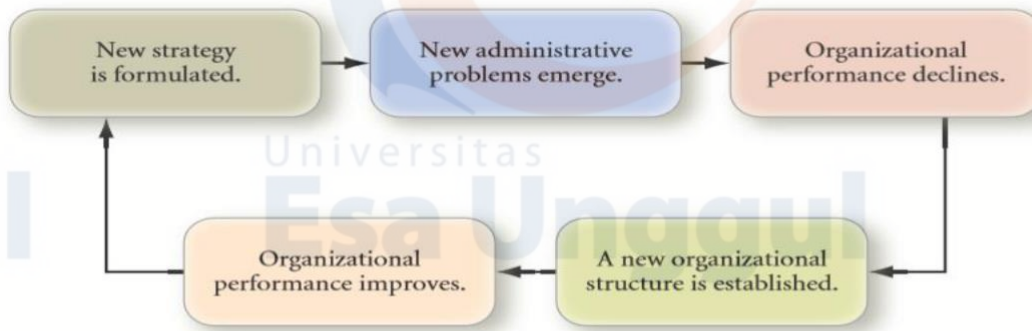 New strategy
is formulated.
New administrative
problems emerge.
Organizational
performance declines.
Universitas
Esa Unggul
Organizational
performance improves.
A new organizational
structure is established.